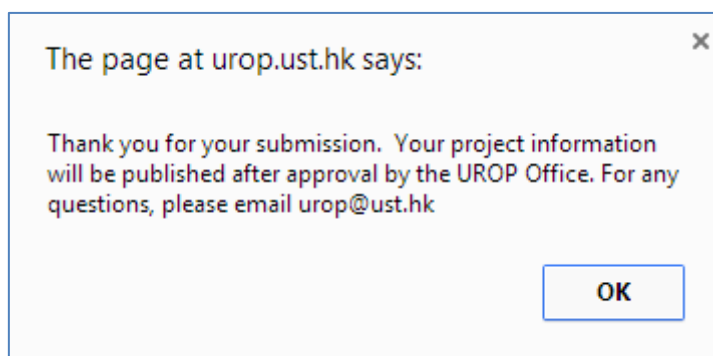 The page at urop.ust.hk says:
×
Thank you for your submission.  Your project information
will be published after approval by the UROP Office. For any
questions, please email urop@ust.hk
OK